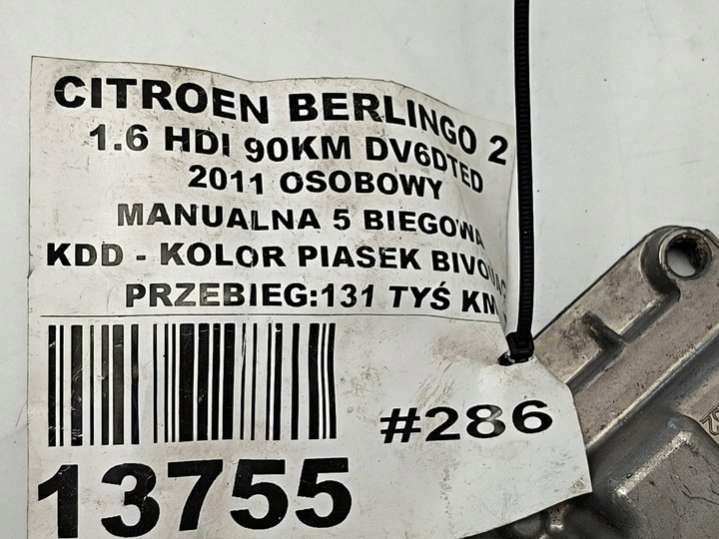 CITROEN BERLINGO 2
1.6 HDI 90KM DV6DTED
2011 OSOBOWY
MANUALNA 5 BIEGOWA
KDD - KOLOR PIASEK
PRZEBIEG:131 TYŚ KM
#286
13755